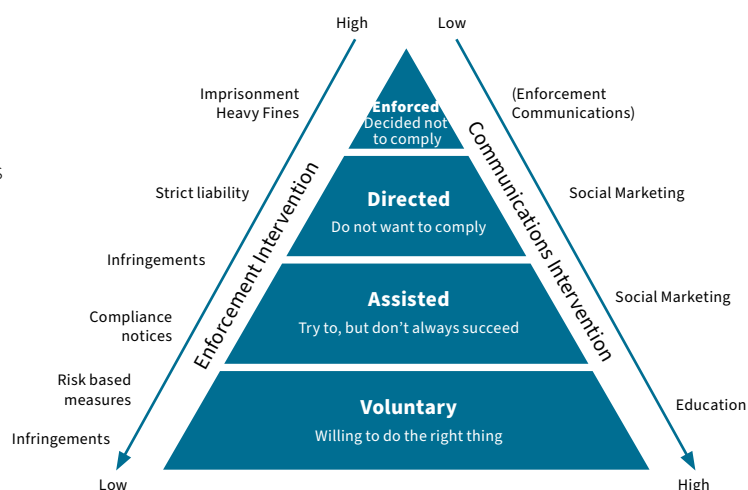 High
Low
Imprisonment
Heavy Fines
(Enforcement
Communications)
Enforced
Decided not
to comply
s
Strict liability
Social Marketing
Directed
Do not want to comply
Enforcement Intervention
Communications Intervention
Infringements
Social Marketing
Assisted
Try to, but don’t always succeed
Compliance
notices
Risk based
measures
Education
Voluntary
Willing to do the right thing
Infringements
Low
High